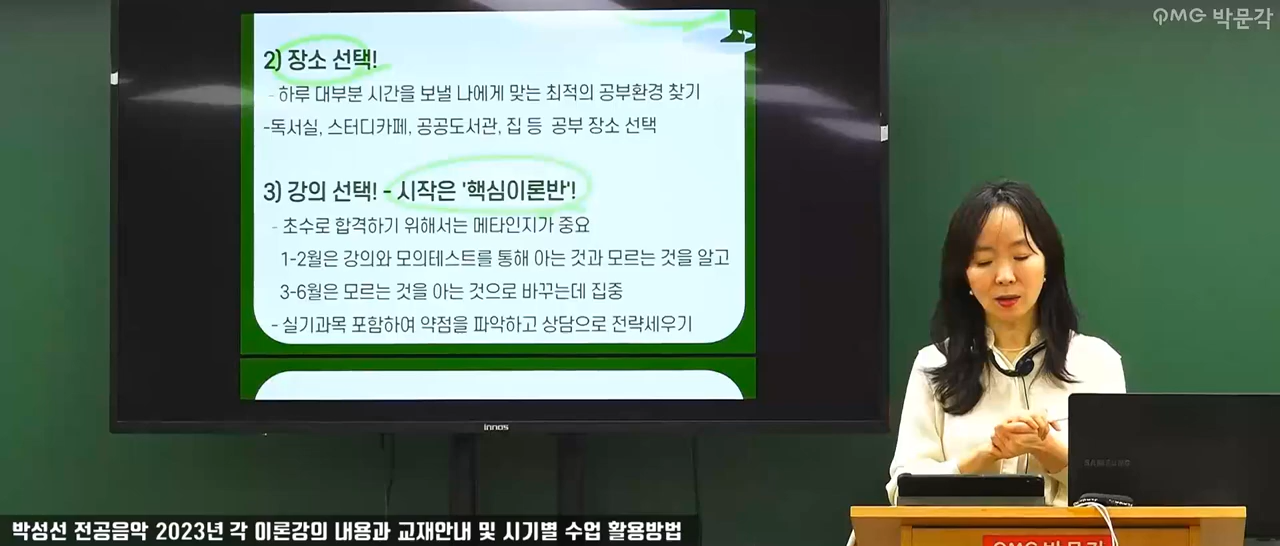 PMG 박문각
2) 장소 선택!
- 하루 대부분 시간을 보낼 나에게 맞는 최적의 공부환경 찾기
-독서실, 스터디카페, 공공도서관, 집 등 공부 장소 선택
3) 강의 선택! - 시작은 '핵심이론반'!
- 초수로 합격하기 위해서는 메타인지가 중요
1-2월은 강의와 모의테스트를 통해 아는 것과 모르는 것을 알고
3-6월은 모르는 것을 아는 것으로 바꾸는데 집중
- 실기과목 포함하여 약점을 파악하고 상담으로 전략세우기
innos
SAMSUNG
박성선 전공음악 2023년 각 이론강의 내용과 교재안내 및 시기별 수업 활용방법
PMG 박문각